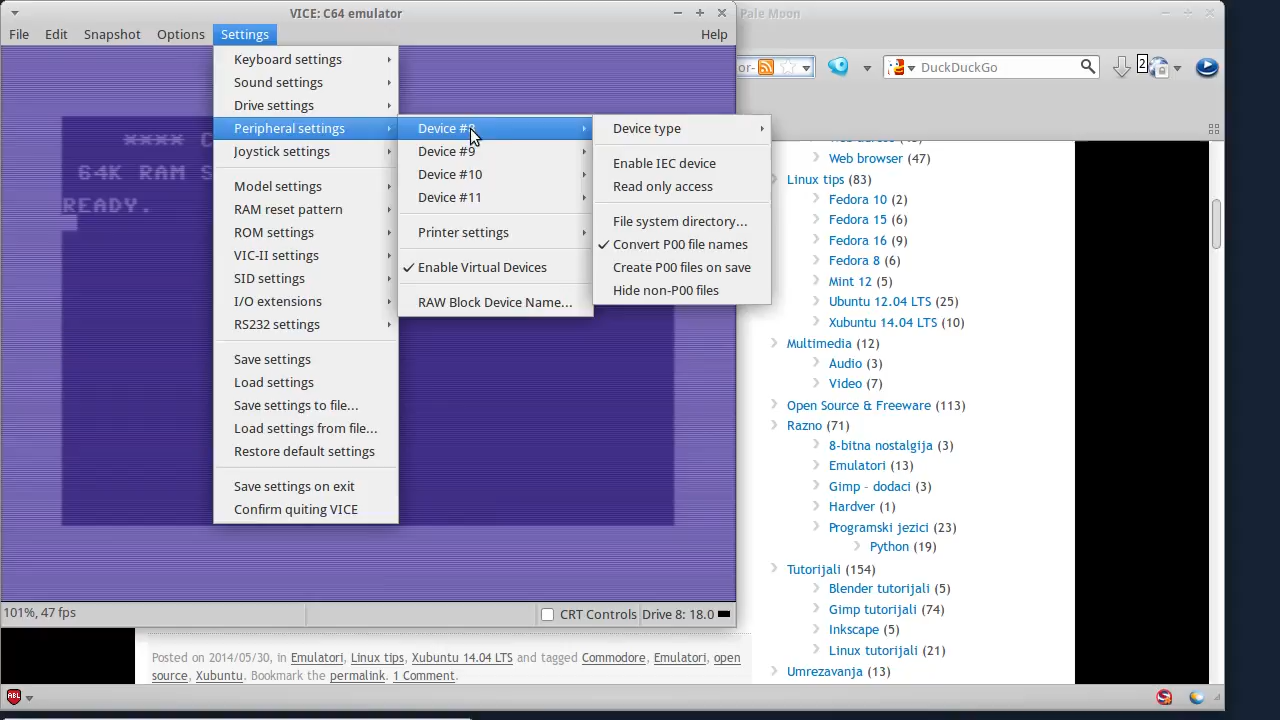 VICE: C64 emulator
File Edit Snapshot Options Settings Help
Keyboard settings
Sound settings
Drive settings
Peripheral settings
Joystick settings
Model settings
RAM reset pattern
ROM settings
VIC-II settings
SID settings
I/O extensions
RS232 settings
Save settings
Load settings
Save settings to file...
Load settings from file...
Restore default settings
Save settings on exit
Confirm quiting VICE
Device #8
Device #9
Device #10
Device #11
Printer settings
Enable Virtual Devices
RAW Block Device Name...
Device type
Enable IEC device
Read only access
File system directory...
Convert P00 file names
Create P00 files on save
Hide non-P00 files
**** C
64K RAM S
READY.
101%, 47 fps
CRT Controls
Drive 8: 18.0
Pale Moon
or-
DuckDuckGo
2
Web browser (47)
Linux tips (83)
Fedora 10 (2)
Fedora 15 (6)
Fedora 16 (9)
Fedora 8 (6)
Mint 12 (5)
Ubuntu 12.04 LTS (25)
Xubuntu 14.04 LTS (10)
Multimedia (12)
Audio (3)
Video (7)
Open Source & Freeware (113)
Razno (71)
8-bitna nostalgija (3)
Emulatori (13)
Gimp - dodaci (3)
Hardver (1)
Programski jezici (23)
Python (19)
Tutorijali (154)
Blender tutorijali (5)
Gimp tutorijali (74)
Inkscape (5)
Linux tutorijali (21)
Umrezavanja (13)
Posted on 2014/05/30, in Emulatori, Linux tips, Xubuntu 14.04 LTS and tagged Commodore, Emulatori, open
source, Xubuntu. Bookmark the permalink. 1 Comment.
ABL